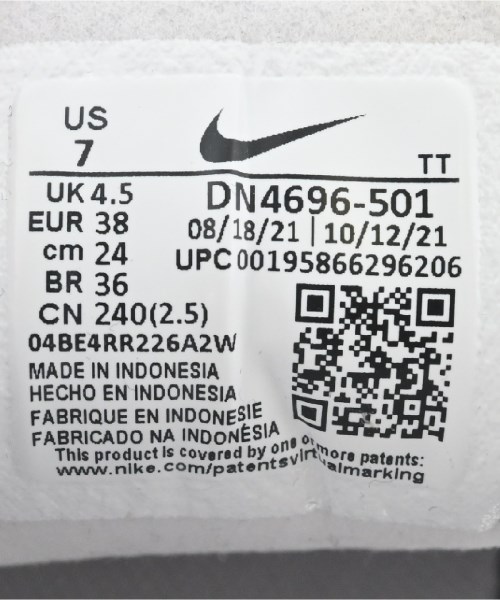 US
7
TT
UK 4.5
EUR 38
cm 24
BR 36
CN 240(2.5)
DN4696-501
08/18/21 | 10/12/21
UPC00195866296206
04BE4RR226A2W
MADE IN INDONESIA
HECHO EN INDONESIA
FABRIQUE EN INDONESIE
FABRICADO NA INDONÉSIA
This product is covered by one or more patents:
www.nike.com/patentsvirtualmarking